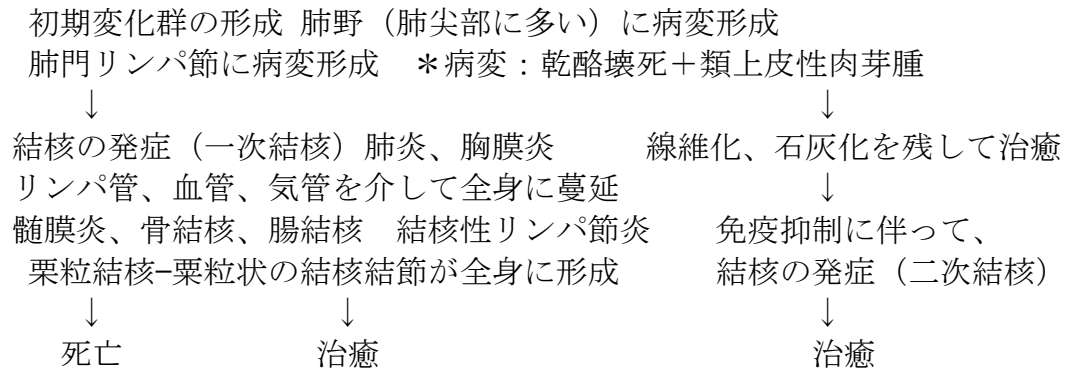 初期変化群の形成 肺野（肺尖部に多い）に病変形成
肺門リンパ節に病変形成　＊病変：乾酪壊死＋類上皮性肉芽腫
↓　↓
結核の発症（一次結核）肺炎、胸膜炎　線維化、石灰化を残して治癒
リンパ管、血管、気管を介して全身に蔓延　↓
髄膜炎、骨結核、腸結核　結核性リンパ節炎　免疫抑制に伴って、
粟粒結核−粟粒状の結核結節が全身に形成　結核の発症（二次結核）
↓　↓　↓
死亡　治癒　治癒